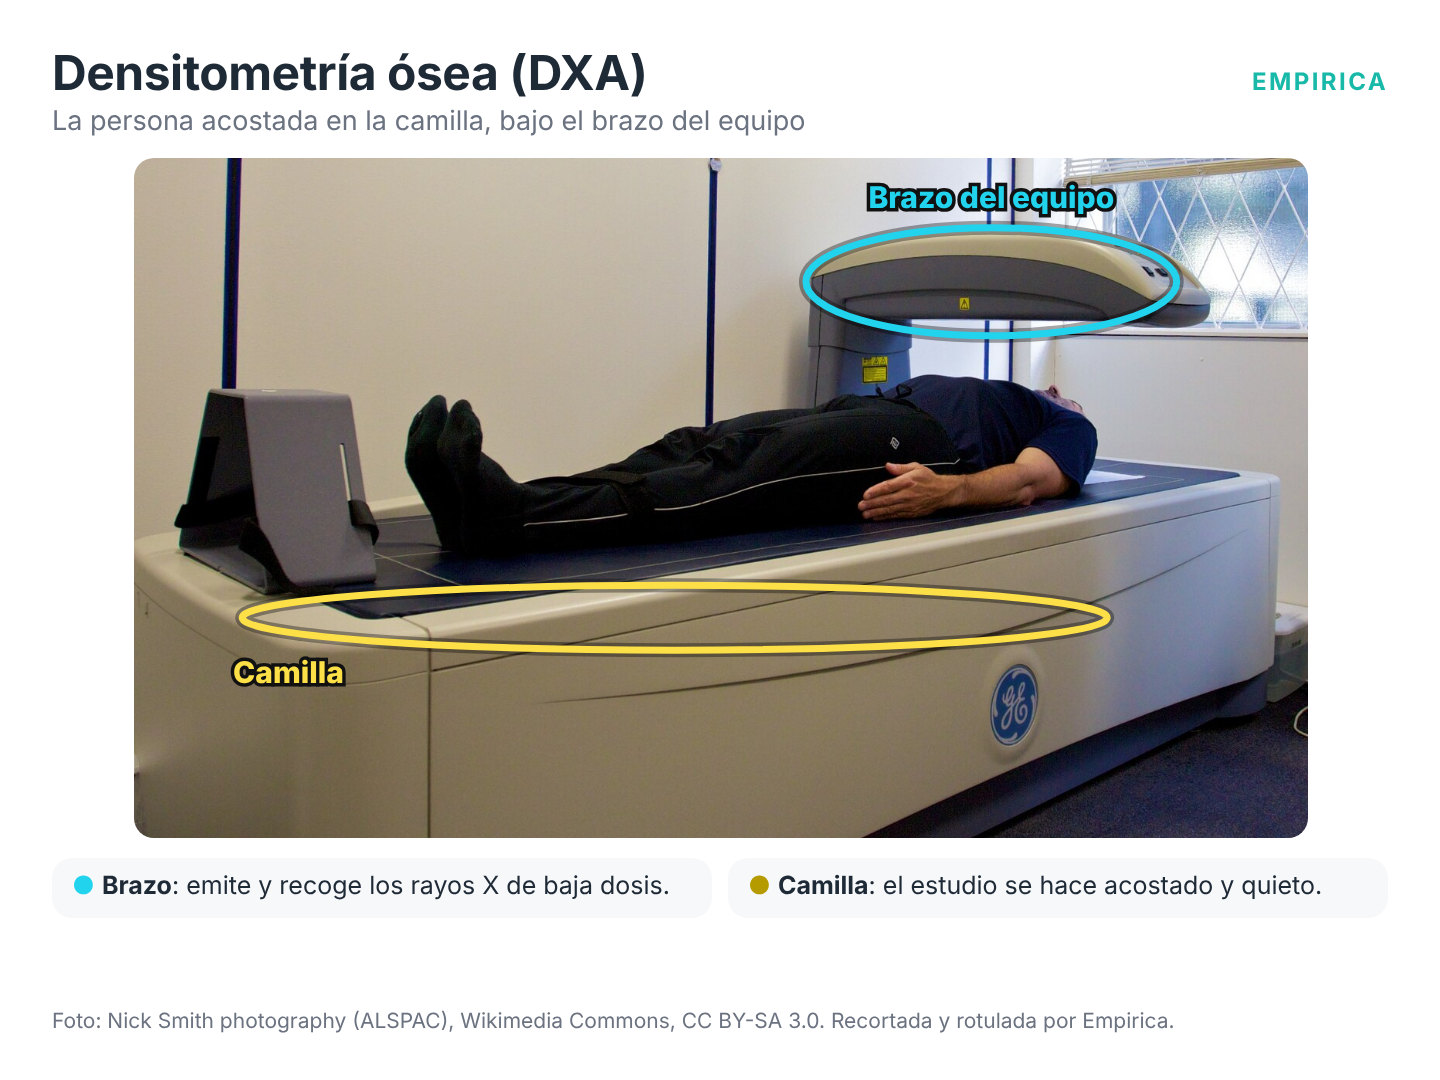 Densitometría ósea (DXA)
EMPIRICA
La persona acostada en la camilla, bajo el brazo del equipo
Brazo del equipo
Camilla
GE
Brazo: emite y recoge los rayos X de baja dosis.
Camilla: el estudio se hace acostado y quieto.
Foto: Nick Smith photography (ALSPAC), Wikimedia Commons, CC BY-SA 3.0. Recortada y rotulada por Empirica.